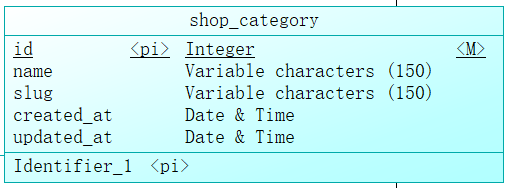 shop_category
id <pi> Integer <M>
name Variable characters (150)
slug Variable characters (150)
created_at Date & Time
updated_at Date & Time
Identifier_1 <pi>